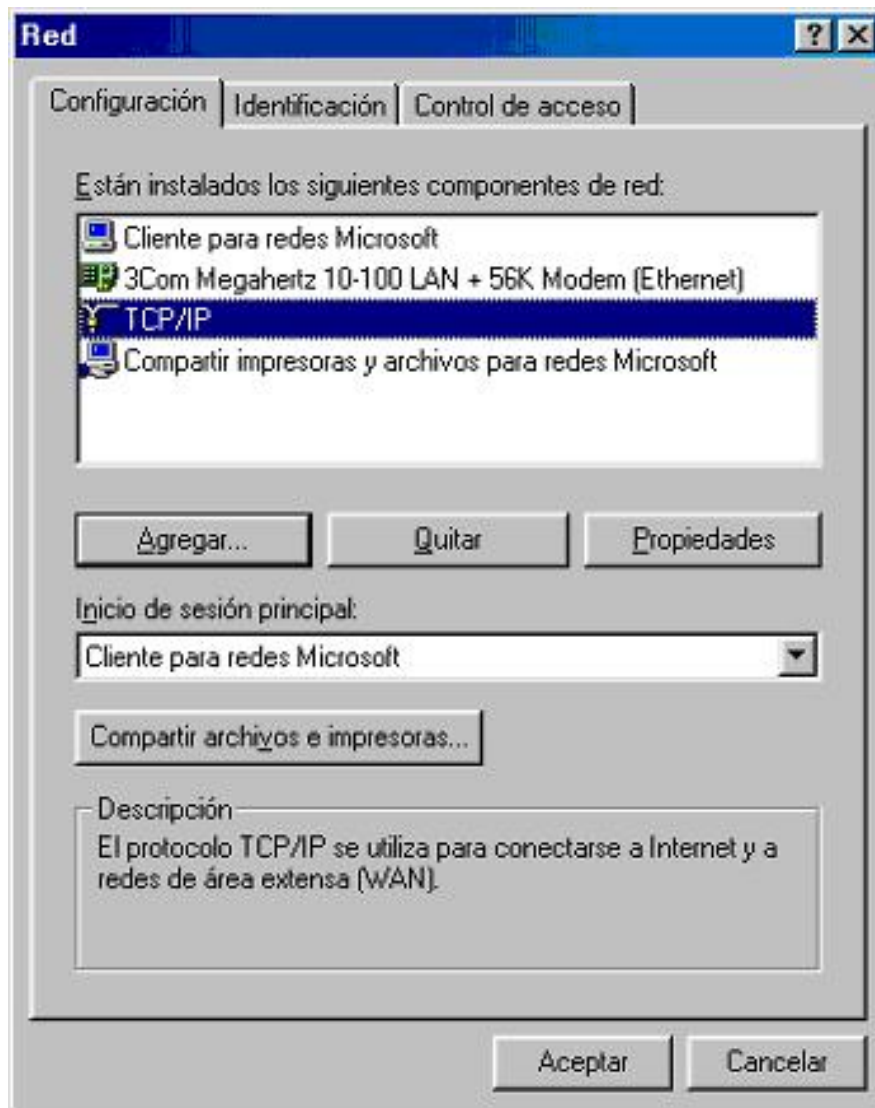 Red
Configuración
Identificación
Control de acceso
Están instalados los siguientes componentes de red:
Cliente para redes Microsoft
3Com Megahertz 10-100 LAN + 56K Modem (Ethernet)
TCP/IP
Compartir impresoras y archivos para redes Microsoft
Agregar...
Quitar
Propiedades
Inicio de sesión principal:
Cliente para redes Microsoft
Compartir archivos e impresoras...
Descripción
El protocolo TCP/IP se utiliza para conectarse a Internet y a
redes de área extensa (WAN).
Aceptar
Cancelar